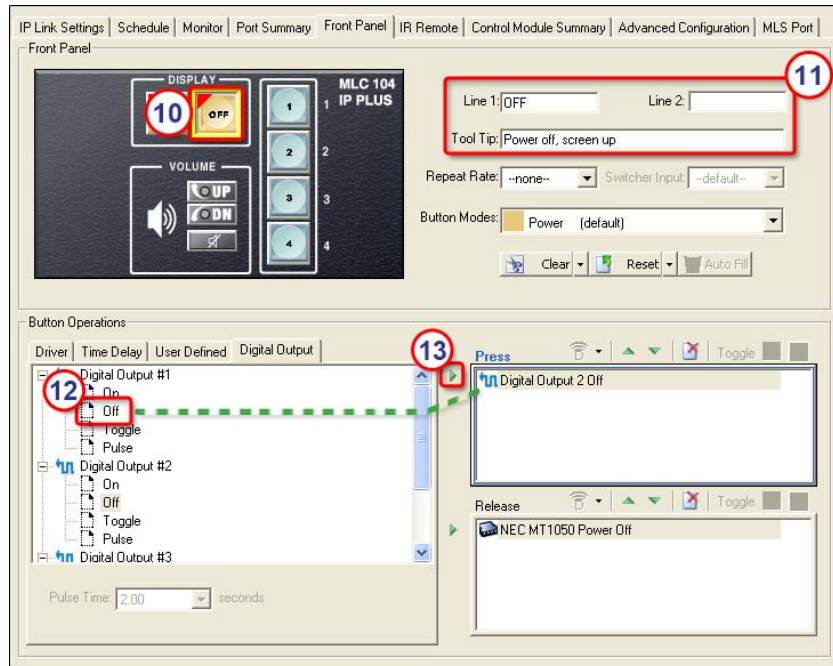 IP Link Settings Schedule Monitor Port Summary Front Panel IR Remote Control Module Summary Advanced Configuration MLS Port
Front Panel
11
DISPLAY
10
OFF
VOLUME
UP
DN
1 1
2 2
3 3
4 4
MLC 104
IP PLUS
Line 1: OFF Line 2:
Tool Tip: Power off, screen up
Repeat Rate: --none-- Switcher Input: --default--
Button Modes: Power (default)
Clear Reset Auto Fill
Button Operations
Driver Time Delay User Defined Digital Output
12
Digital Output #1
On
Off
Toggle
Pulse
Digital Output #2
On
Off
Toggle
Pulse
Digital Output #3
Pulse Time: 2.00 seconds
13
Press Toggle
Digital Output 2 Off
Release Toggle
NEC MT1050 Power Off